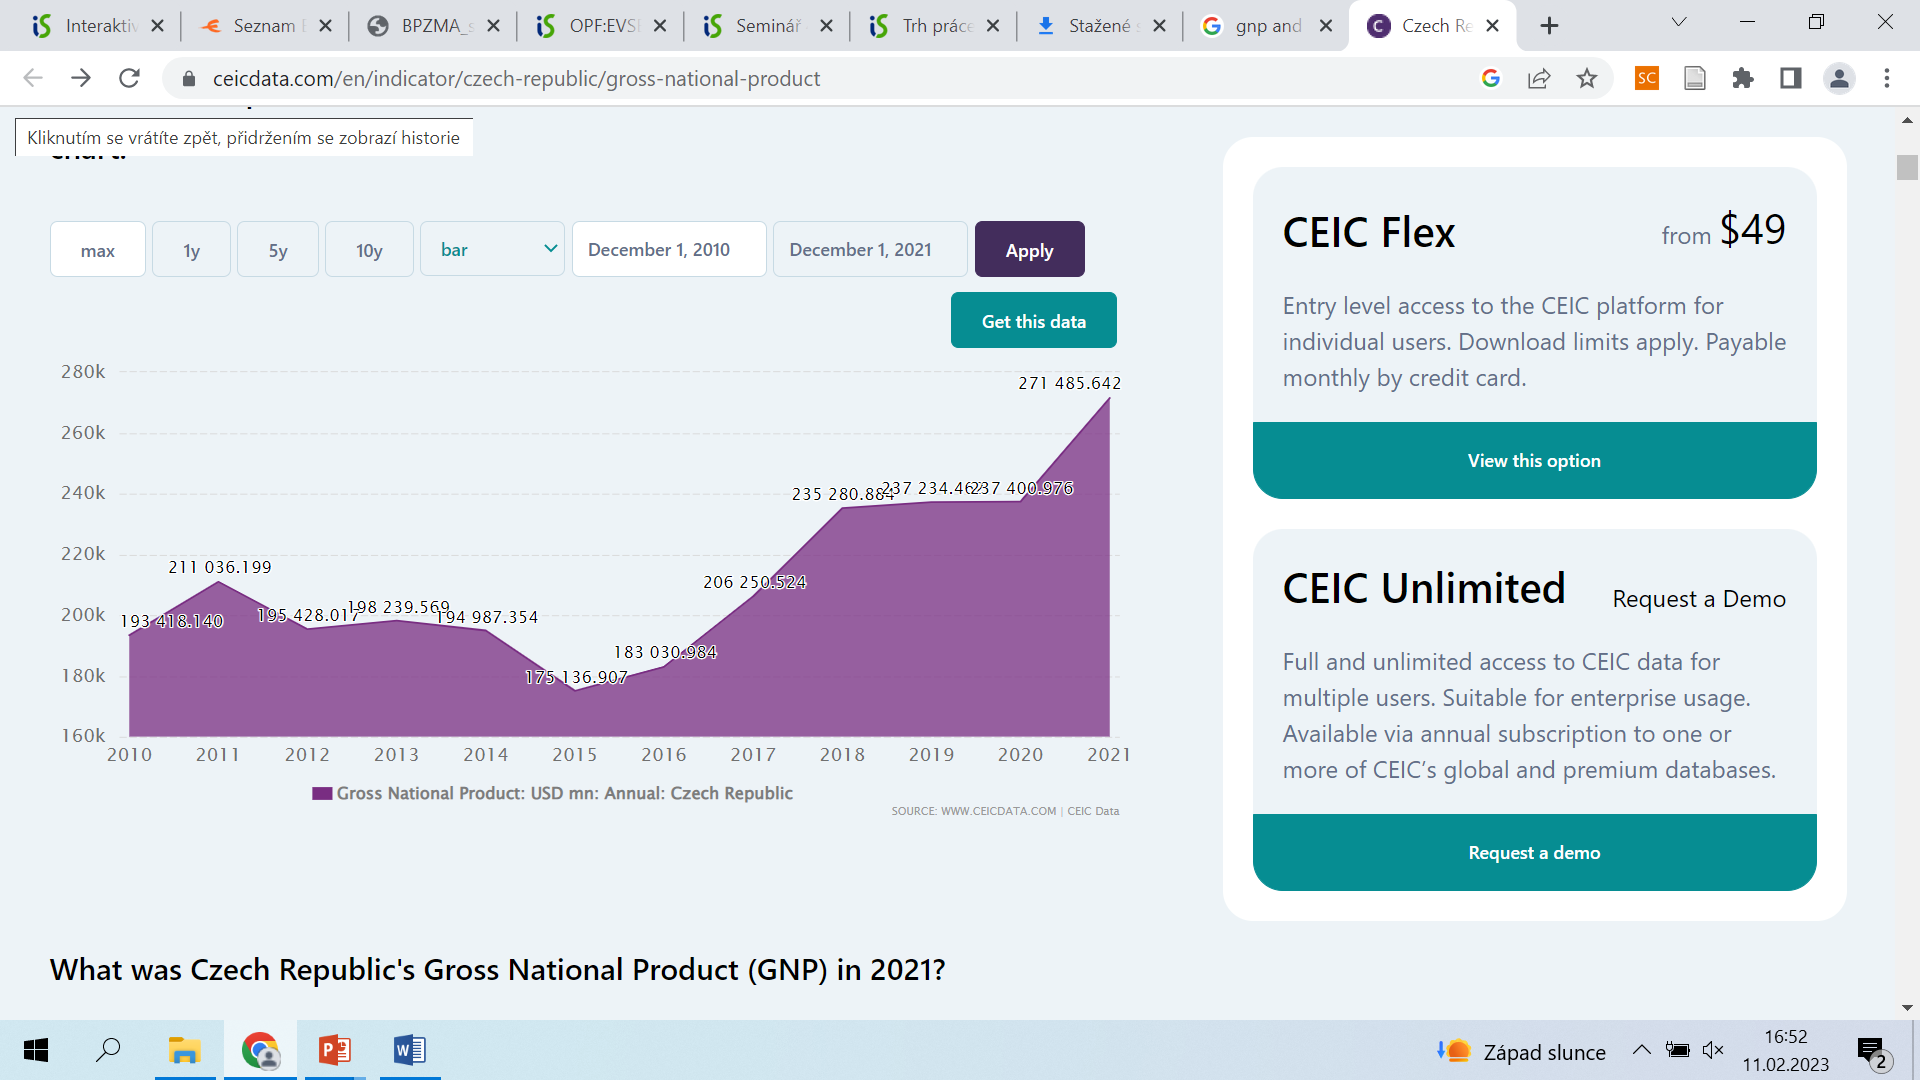 Interaktiv
Seznam
BPZMA_s
OPF:EVS
Seminář
Trh práce
Stažené s
gnp and
Czech Re
ceicdata.com/en/indicator/czech-republic/gross-national-product
SC
Kliknutím se vrátíte zpět, přidržením se zobrazí historie
chart.
max
1y
5y
10y
bar
December 1, 2010
December 1, 2021
Apply
Get this data
280k
260k
240k
220k
200k
180k
160k
193 418.140
211 036.199
195 428.017
198 239.569
194 987.354
175 136.907
183 030.984
206 250.524
235 280.884
237 400.976
271 485.642
2010 2011 2012 2013 2014 2015 2016 2017 2018 2019 2020 2021
Gross National Product: USD mn: Annual: Czech Republic
SOURCE: WWW.CEICDATA.COM | CEIC Data
What was Czech Republic's Gross National Product (GNP) in 2021?
CEIC Flex
from $49
Entry level access to the CEIC platform for
individual users. Download limits apply. Payable
monthly by credit card.
View this option
CEIC Unlimited
Request a Demo
Full and unlimited access to CEIC data for
multiple users. Suitable for enterprise usage.
Available via annual subscription to one or
more of CEIC’s global and premium databases.
Request a demo
Západ slunce
16:52
11.02.2023
2